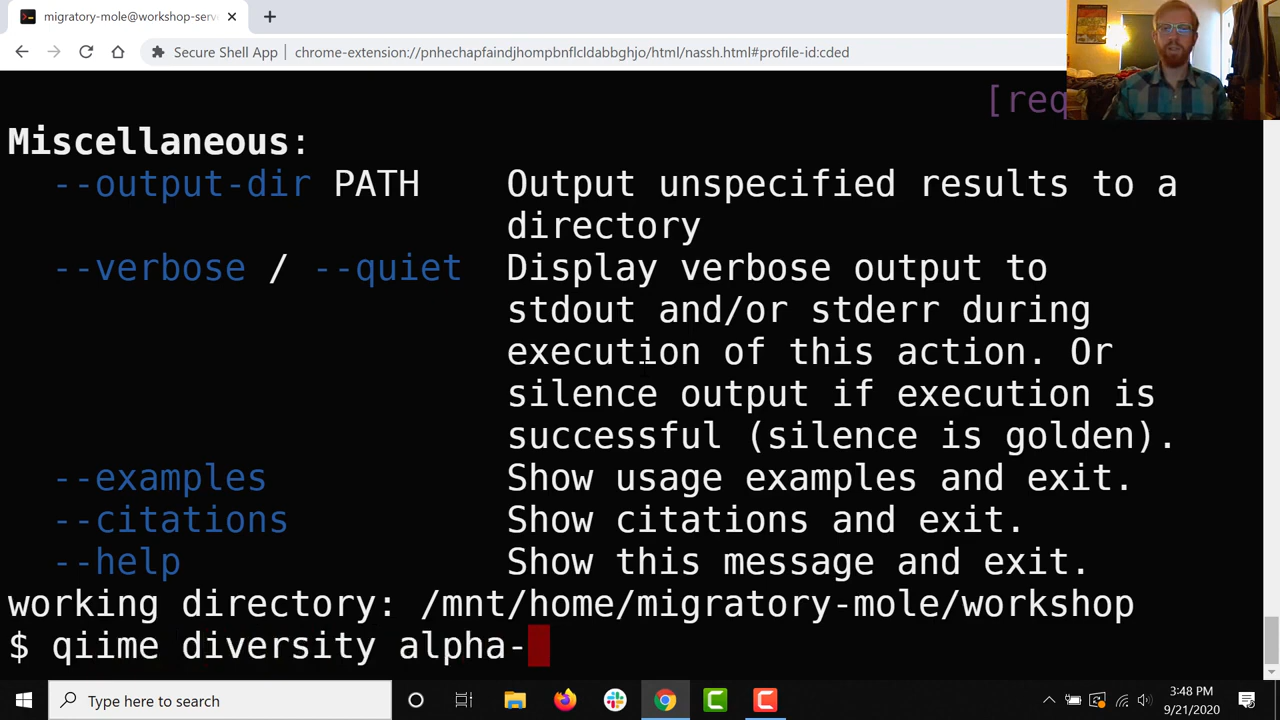 migratory-mole@workshop-serv
Secure Shell App | chrome-extension://pnhechapfaindjhompbnflcldabbghjo/html/nassh.html#profile-id:cded
[req
Miscellaneous:
--output-dir PATH Output unspecified results to a
directory
--verbose / --quiet Display verbose output to
stdout and/or stderr during
execution of this action. Or
silence output if execution is
successful (silence is golden).
--examples Show usage examples and exit.
--citations Show citations and exit.
--help Show this message and exit.
working directory: /mnt/home/migratory-mole/workshop
$ qiime diversity alpha-
Type here to search
3:48 PM
9/21/2020